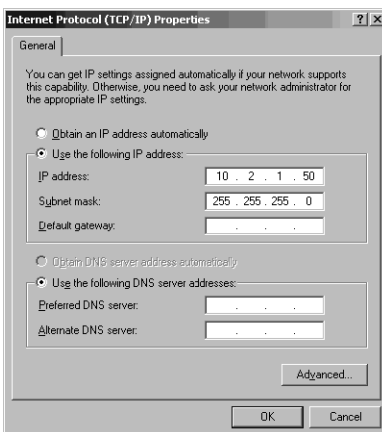 Internet Protocol (TCP/IP) Properties
General
You can get IP settings assigned automatically if your network supports
this capability. Otherwise, you need to ask your network administrator for
the appropriate IP settings.
Obtain an IP address automatically
Use the following IP address:
IP address: 10 . 2 . 1 . 50
Subnet mask: 255 . 255 . 255 . 0
Default gateway: . . .
Obtain DNS server address automatically
Use the following DNS server addresses:
Preferred DNS server: . . .
Alternate DNS server: . . .
Advanced...
OK Cancel